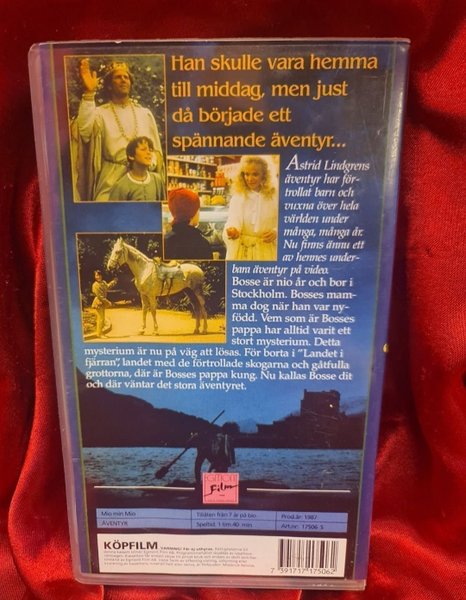 Han skulle vara hemma
till middag, men just
då började ett
spännande äventyr...
Astrid Lindgrens
äventyr har för-
trollat barn och
vuxna över hela
världen under
många, många år.
Nu finns ännu ett
av hennes under-
bara äventyr på video.
Bosse är nio år och bor i
Stockholm. Bosses mam-
ma dog när han var ny-
född. Vem som är Bosses
pappa har alltid varit ett
stort mysterium. Detta
mysterium är nu på väg att lösas. För borta i "Landet i
fjärran", landet med de förtrollade skogarna och gåtfulla
grottorna, där är Bosses pappa kung. Nu kallas Bosse dit
och där väntar det stora äventyret.
EGMONT
Film
Mio min Mio
Tillåten från 7 år på bio
Prod.år: 1987
ÄVENTYR
Speltid: 1 tim 40 min
Art.nr: 17506 5
KÖPFILM
7 391717 175062